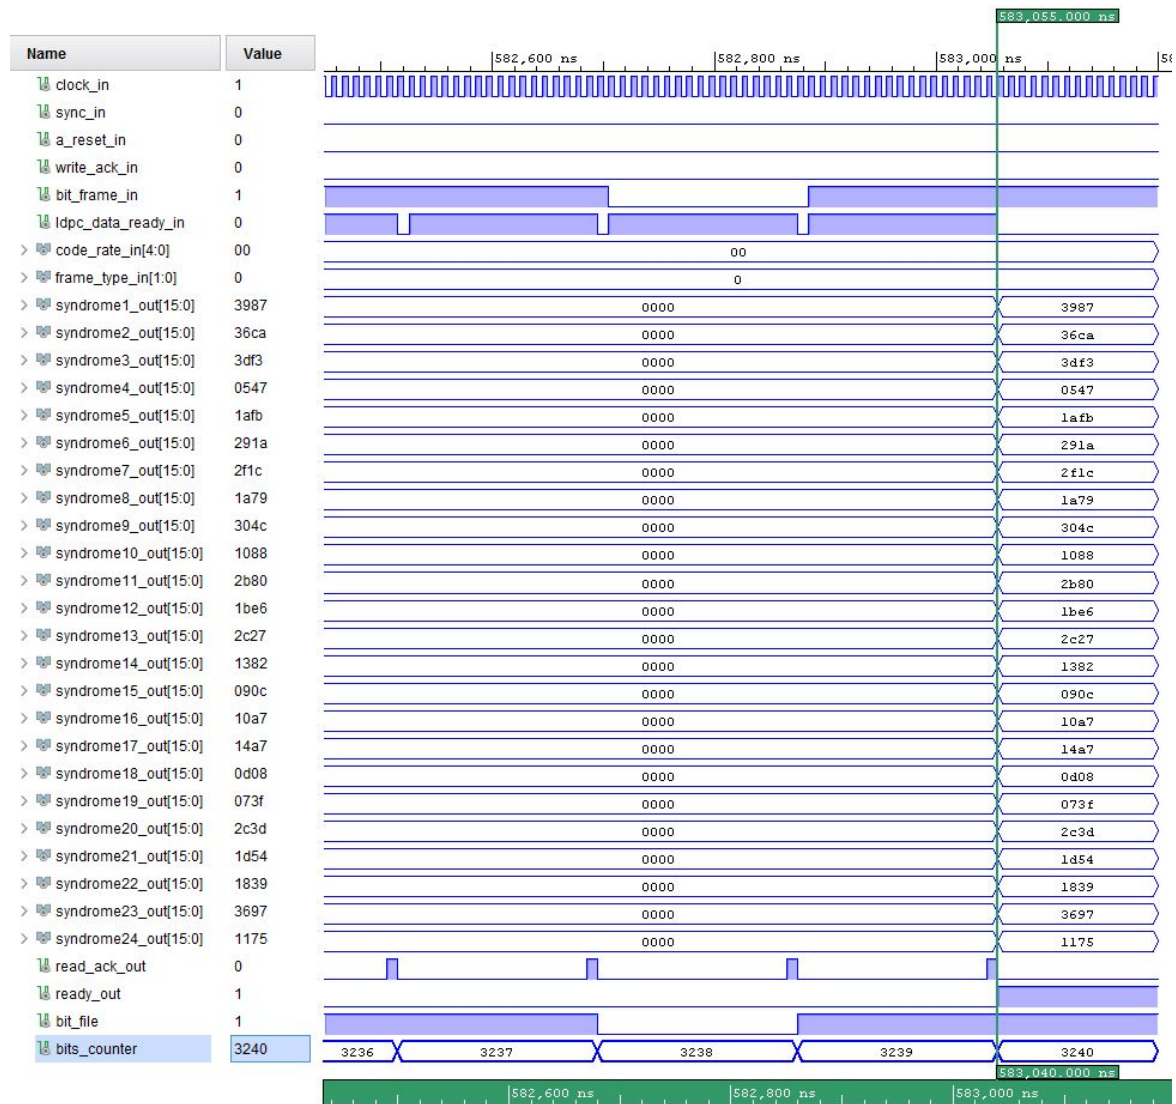 583,055.000 ns
Name Value
582,600 ns 582,800 ns 583,000 ns 58
clock_in 1
sync_in 0
a_reset_in 0
write_ack_in 0
bit_frame_in 1
ldpc_data_ready_in 0
code_rate_in[4:0] 00 00
frame_type_in[1:0] 0 0
syndrome1_out[15:0] 3987 0000 3987
syndrome2_out[15:0] 36ca 0000 36ca
syndrome3_out[15:0] 3df3 0000 3df3
syndrome4_out[15:0] 0547 0000 0547
syndrome5_out[15:0] 1afb 0000 1afb
syndrome6_out[15:0] 291a 0000 291a
syndrome7_out[15:0] 2f1c 0000 2f1c
syndrome8_out[15:0] 1a79 0000 1a79
syndrome9_out[15:0] 304c 0000 304c
syndrome10_out[15:0] 1088 0000 1088
syndrome11_out[15:0] 2b80 0000 2b80
syndrome12_out[15:0] 1be6 0000 1be6
syndrome13_out[15:0] 2c27 0000 2c27
syndrome14_out[15:0] 1382 0000 1382
syndrome15_out[15:0] 090c 0000 090c
syndrome16_out[15:0] 10a7 0000 10a7
syndrome17_out[15:0] 14a7 0000 14a7
syndrome18_out[15:0] 0d08 0000 0d08
syndrome19_out[15:0] 073f 0000 073f
syndrome20_out[15:0] 2c3d 0000 2c3d
syndrome21_out[15:0] 1d54 0000 1d54
syndrome22_out[15:0] 1839 0000 1839
syndrome23_out[15:0] 3697 0000 3697
syndrome24_out[15:0] 1175 0000 1175
read_ack_out 0
ready_out 1
bit_file 1
bits_counter 3240 3236 3237 3238 3239 3240
583,040.000 ns
582,600 ns 582,800 ns 583,000 ns